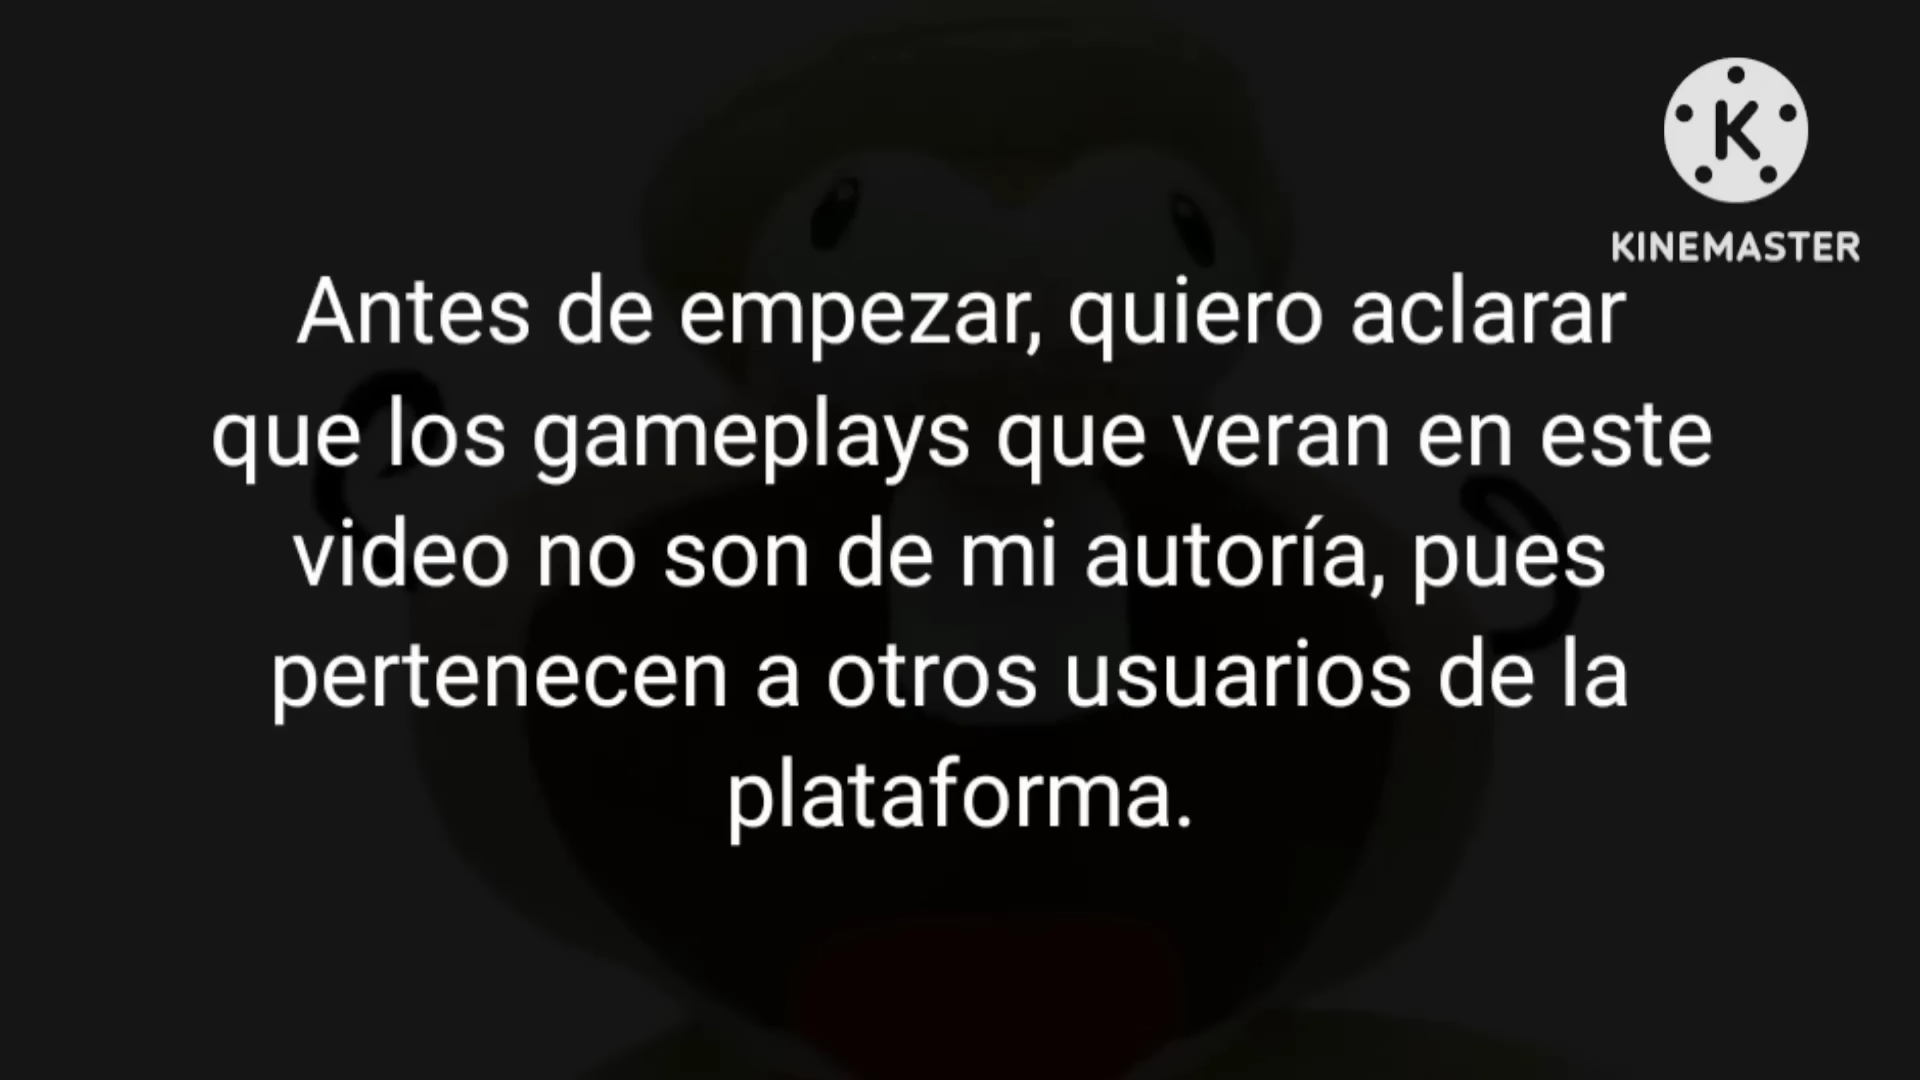 KINEMASTER
Antes de empezar, quiero aclarar
que los gameplays que veran en este
video no son de mi autoría, pues
pertenecen a otros usuarios de la
plataforma.